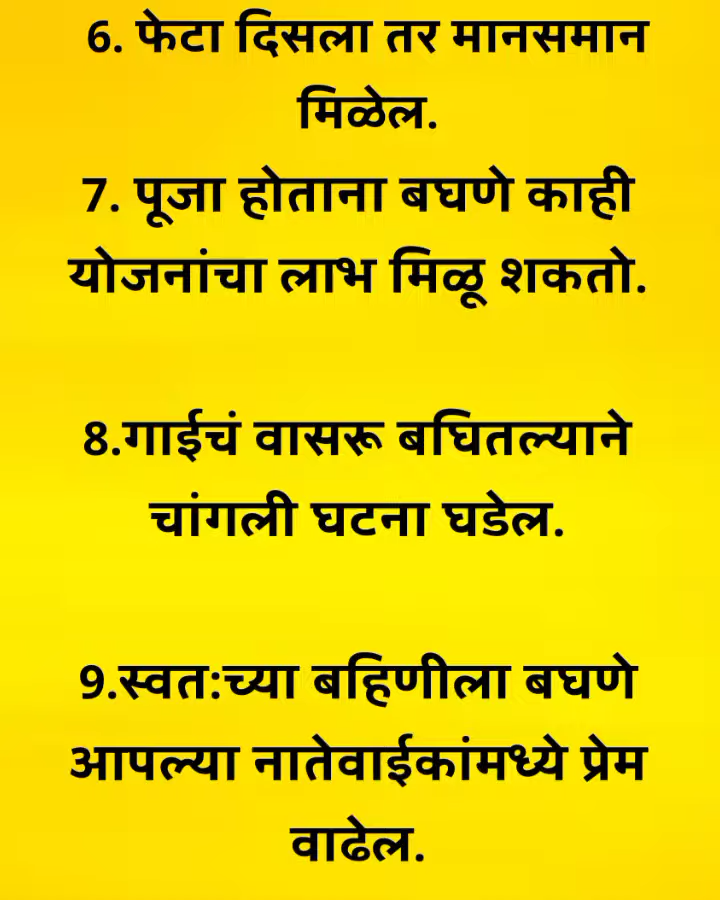 6. फेटा दिसला तर मानसमान
मिळेल.
7. पूजा होताना बघणे काही
योजनांचा लाभ मिळू शकतो.
8.गाईचं वासरू बघितल्याने
चांगली घटना घडेल.
9.स्वत:च्या बहिणीला बघणे
आपल्या नातेवाईकांमध्ये प्रेम
वाढेल.